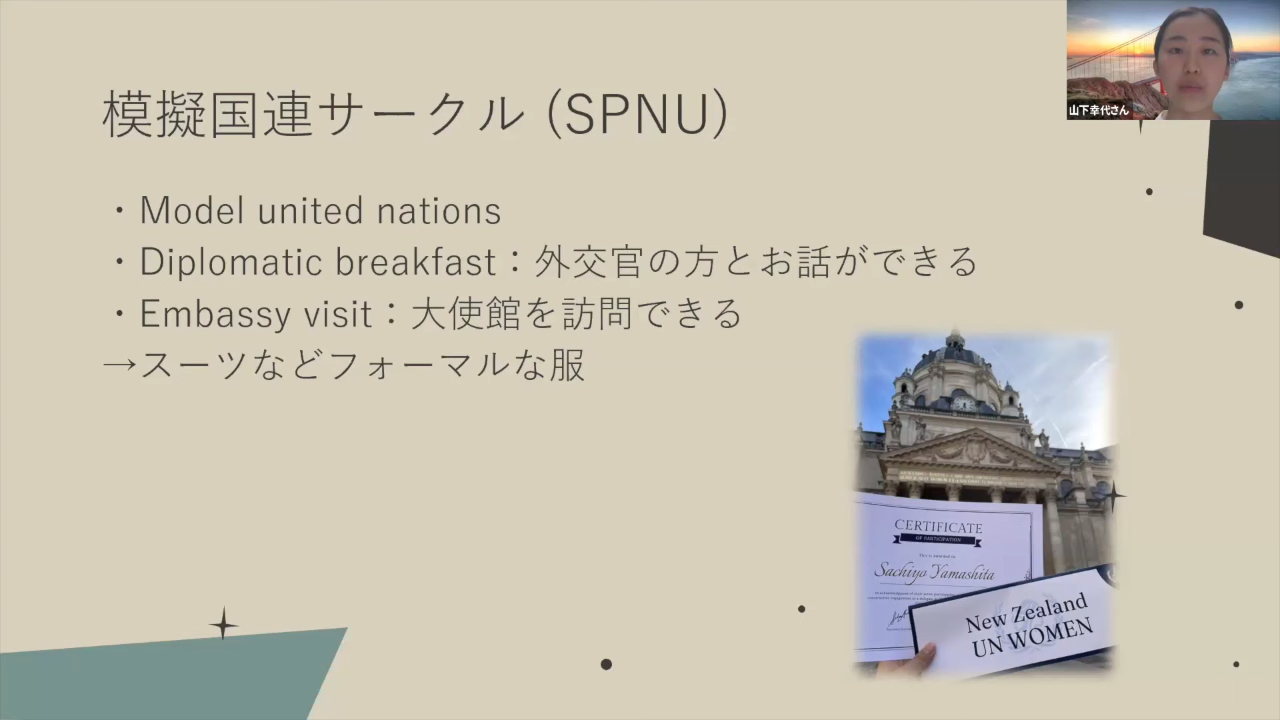 模擬国連サークル (SPNU)
・Model united nations
・Diplomatic breakfast：外交官の方とお話ができる
・Embassy visit：大使館を訪問できる
→スーツなどフォーマルな服
山下幸代さん
CERTIFICATE
OF PARTICIPATION
Sachiyo Yamashita
New Zealand
UN WOMEN